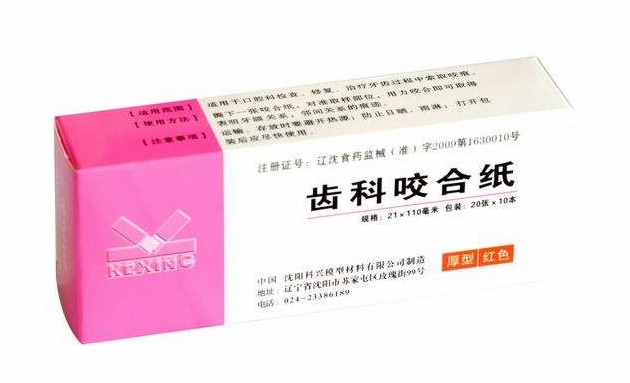 [适用范围] 适用于口腔科检查、修复、治疗牙齿过程中索取咬痕。
[使用方法] 撕下一张咬合纸，对准取样部位，用力咬合即可取得
表明牙龈关系，邻间关系的痕迹。
[注意事项] 运输、存放时要避开热源；防止日晒、雨淋；打开包
装后应尽快使用。
注册证号：辽沈食药监械（准）字2009第1630010号
齿科咬合纸
规格：21×110毫米 包装：20张×10本
厚型 红色
KEXING
中国 沈阳科兴模型材料有限公司制造
地址：辽宁省沈阳市苏家屯区玫瑰街99号
电话：024-23386189